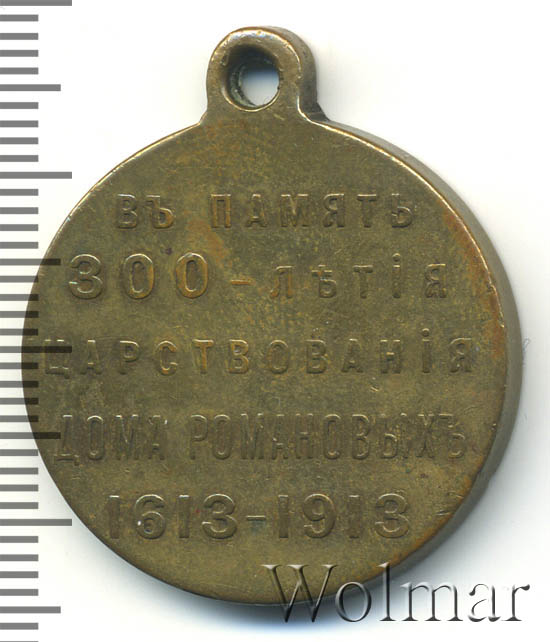 ВЪ ПАМЯТЬ
300-ЛѢТІЯ
ЦАРСТВОВАНІЯ
ДОМА РОМАНОВЫХЪ
1613-1913
Wolmar